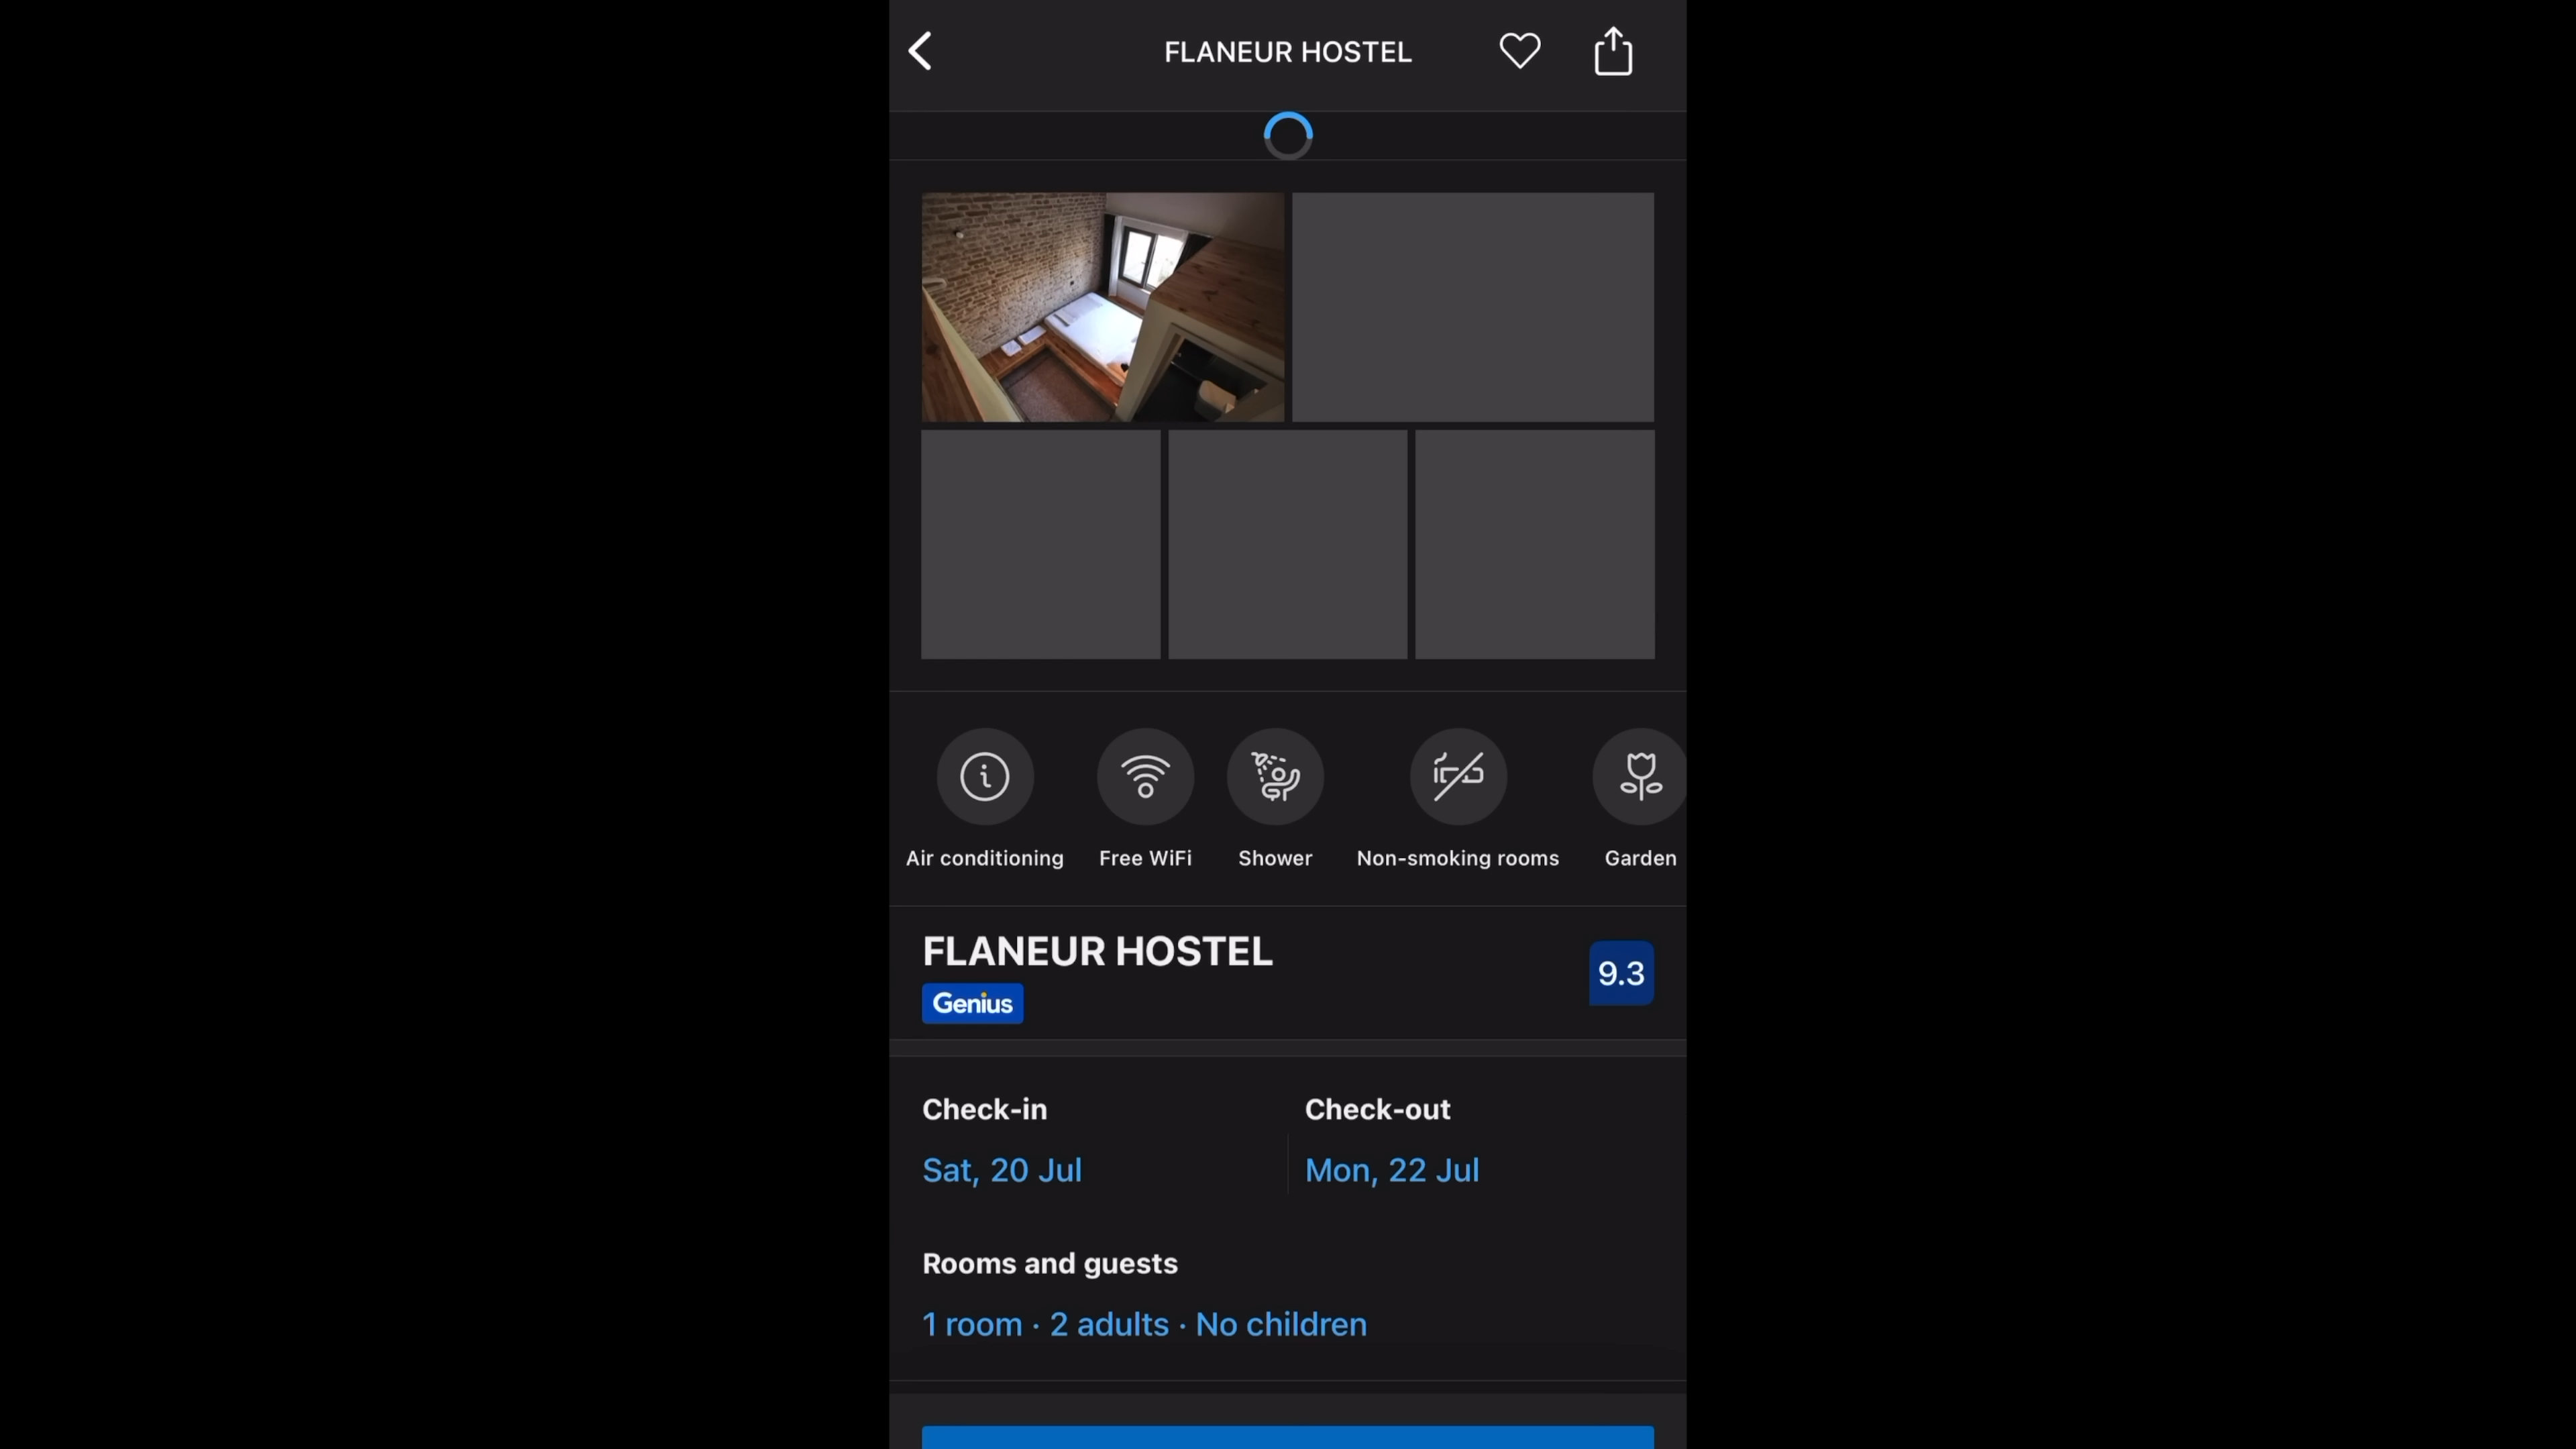 FLANEUR HOSTEL
Air conditioning
Free WiFi
Shower
Non-smoking rooms
Garden
FLANEUR HOSTEL
9.3
Genius
Check-in
Check-out
Sat, 20 Jul
Mon, 22 Jul
Rooms and guests
1 room · 2 adults · No children